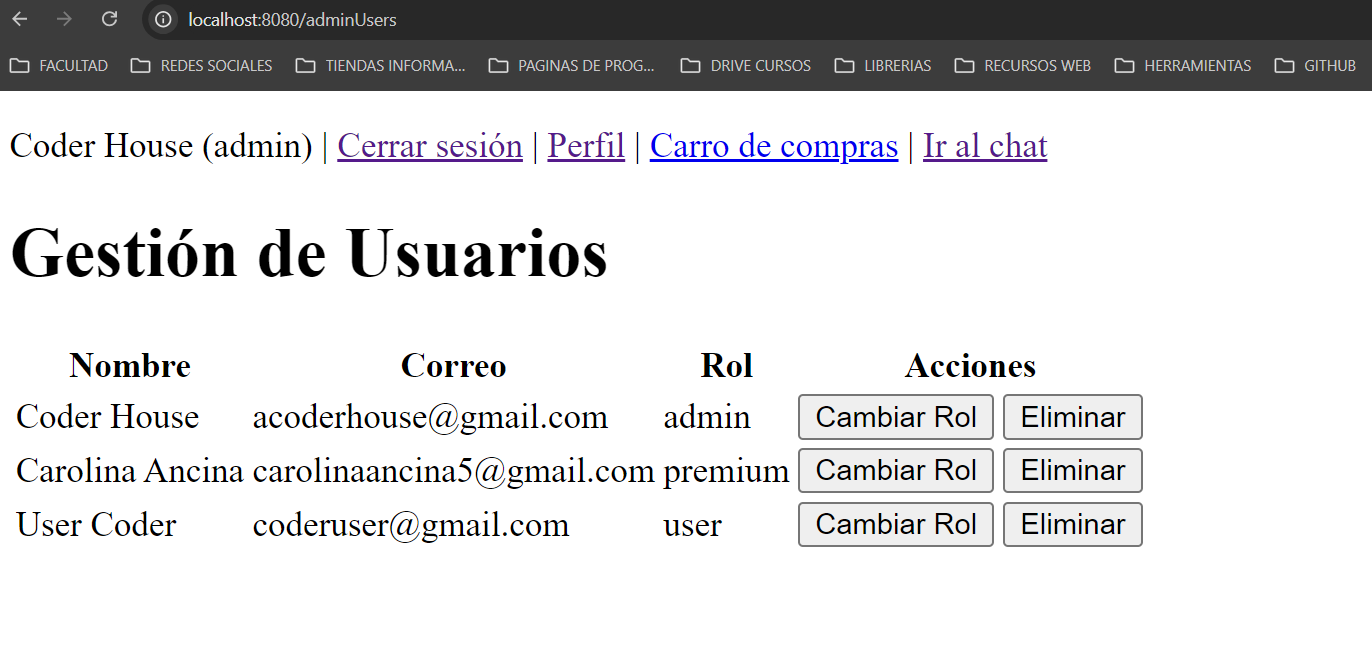 localhost:8080/adminUsers
FACULTAD REDES SOCIALES TIENDAS INFORMA... PAGINAS DE PROG... DRIVE CURSOS LIBRERIAS RECURSOS WEB HERRAMIENTAS GITHUB
Coder House (admin) | Cerrar sesión | Perfil | Carro de compras | Ir al chat
Gestión de Usuarios
Nombre Correo Rol Acciones
Coder House acoderhouse@gmail.com admin Cambiar Rol Eliminar
Carolina Ancina carolinaancina5@gmail.com premium Cambiar Rol Eliminar
User Coder coderuser@gmail.com user Cambiar Rol Eliminar